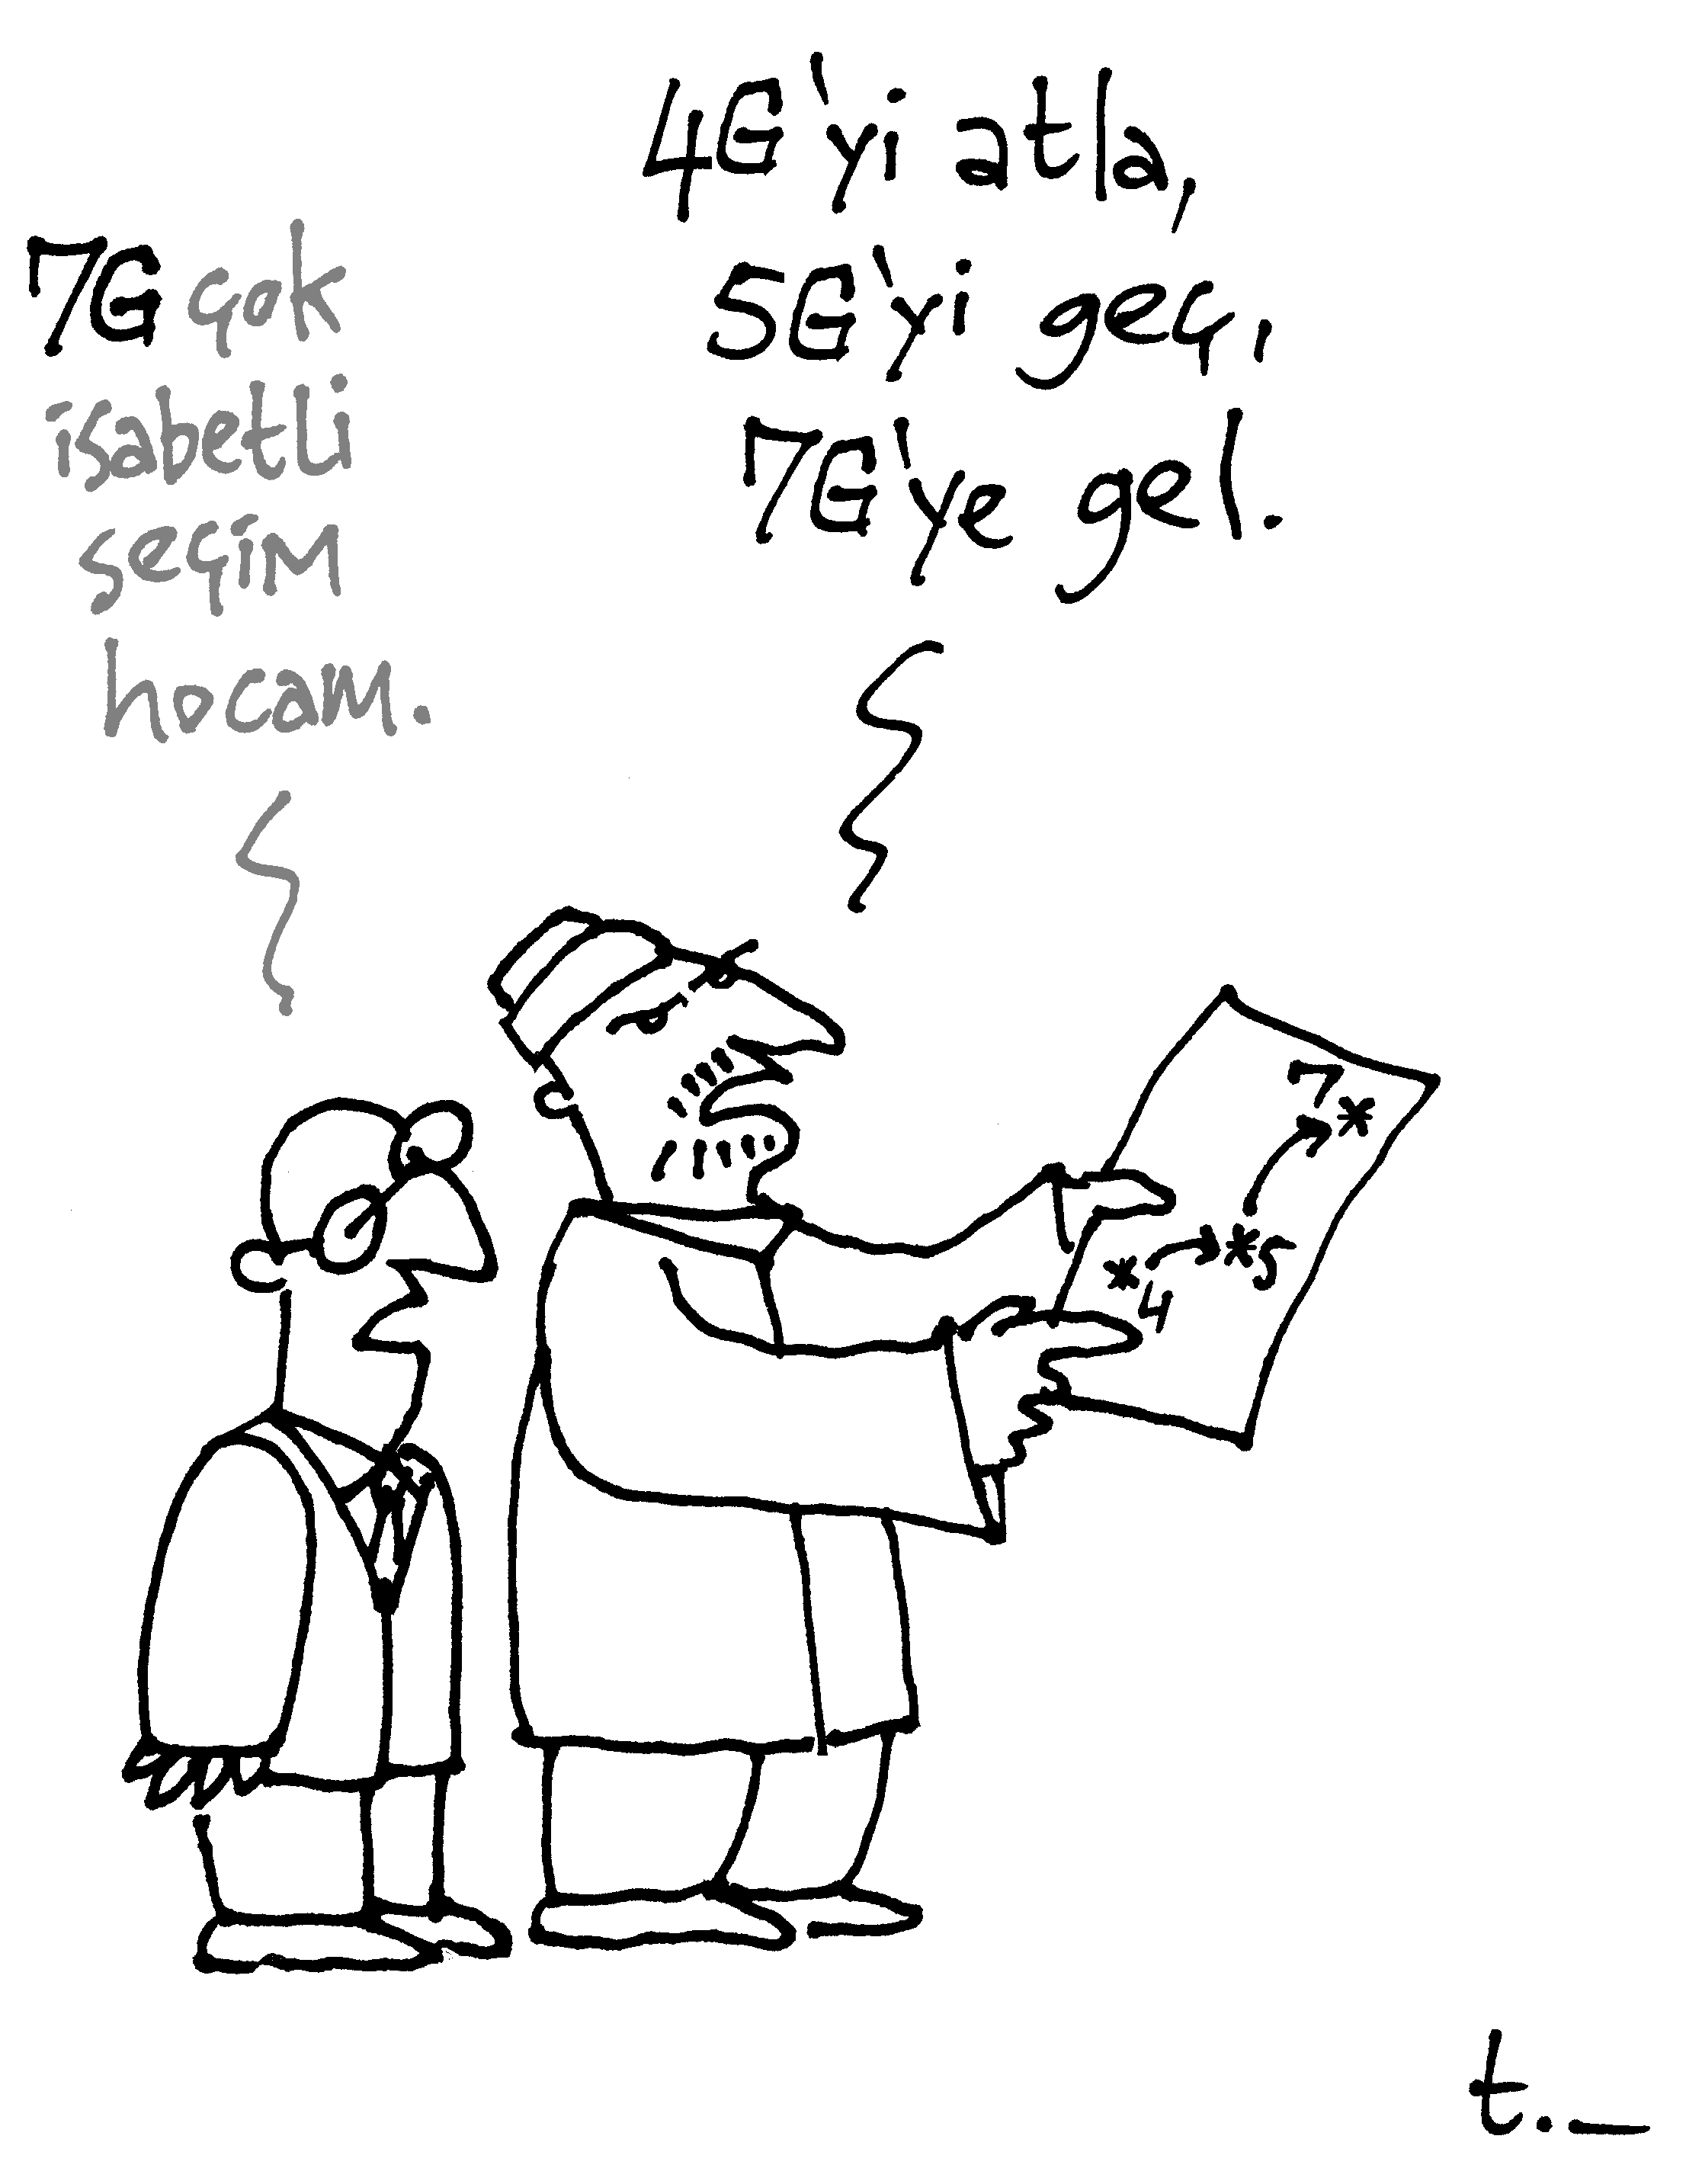 4G'yi atla,
5G'yi geç,
7G'ye gel.
7G çok
isabetli
seçim
hocam.
7*
*5
*4
t._